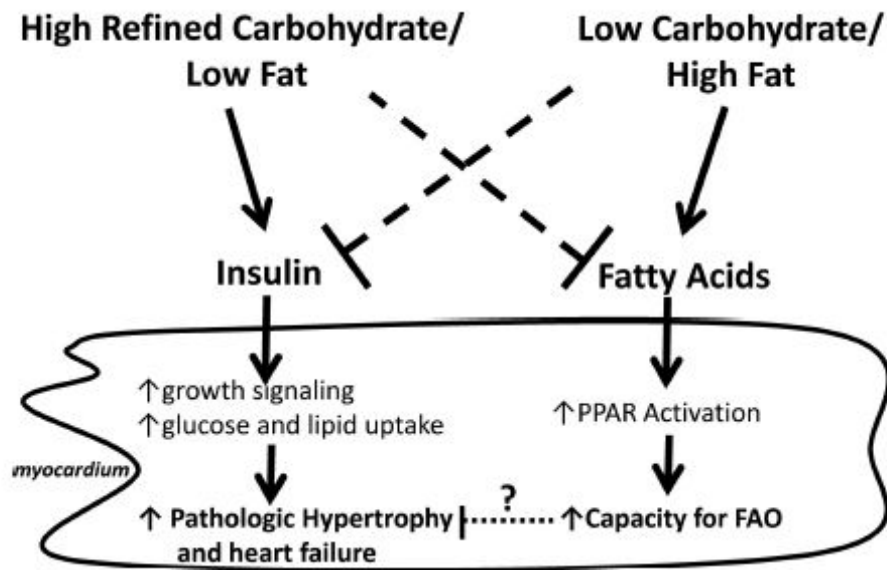 High Refined Carbohydrate/
Low Fat
Low Carbohydrate/
High Fat
Insulin
Fatty Acids
↑growth signaling
↑glucose and lipid uptake
↑PPAR Activation
myocardium
↑ Pathologic Hypertrophy
and heart failure
?
↑Capacity for FAO